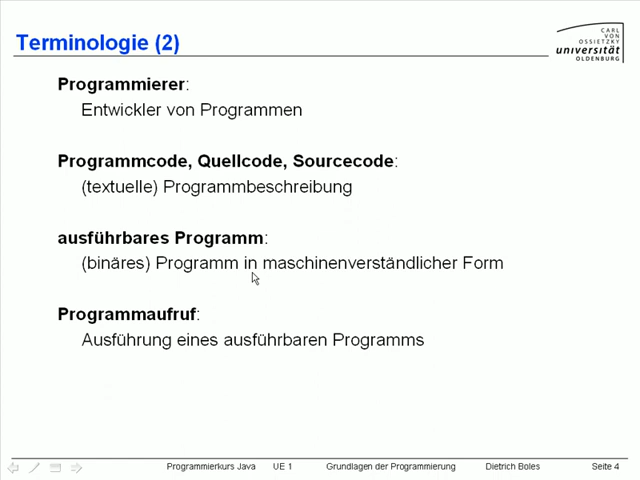 Terminologie (2)
CARL
VON
OSSIETZKY
universität
OLDENBURG
Programmierer:
Entwickler von Programmen
Programmcode, Quellcode, Sourcecode:
(textuelle) Programmbeschreibung
ausführbares Programm:
(binäres) Programm in maschinenverständlicher Form
Programmaufruf:
Ausführung eines ausführbaren Programms
Programmierkurs Java UE 1 Grundlagen der Programmierung Dietrich Boles Seite 4